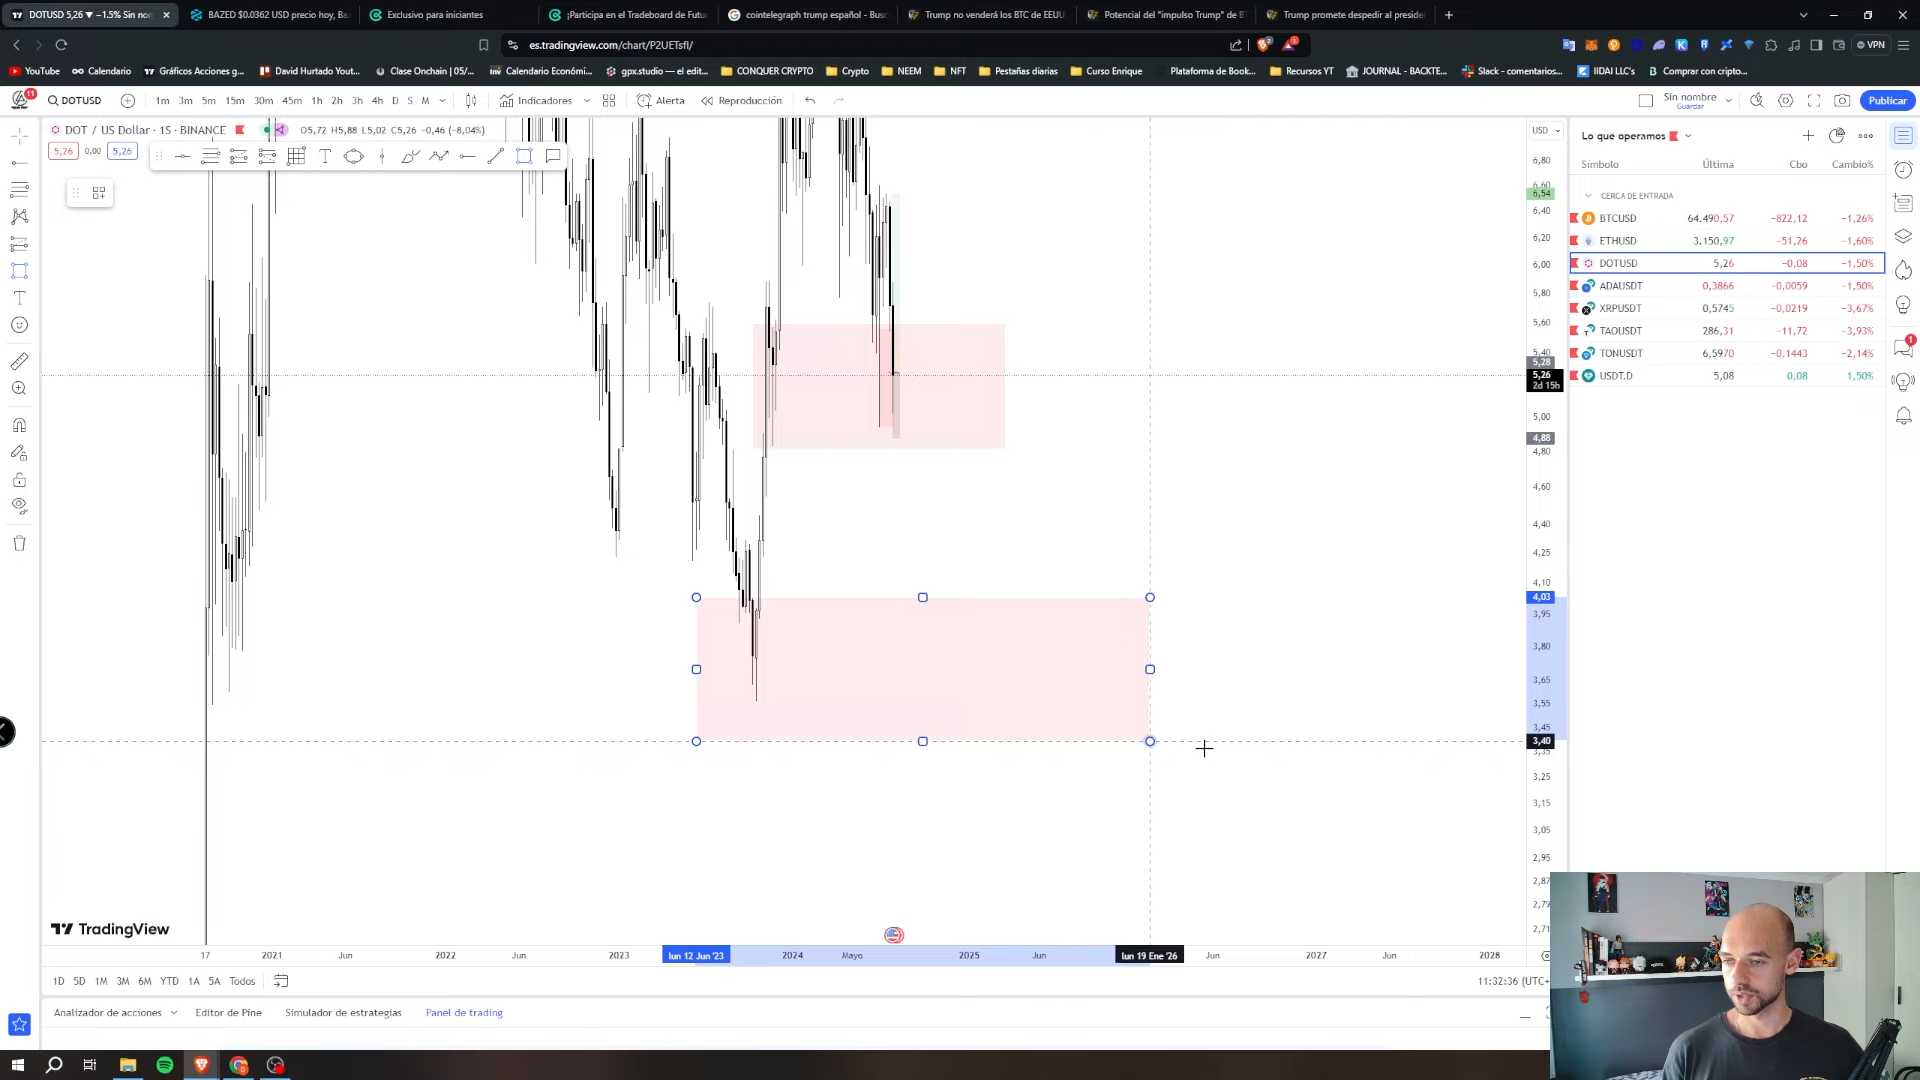 DOTUSD 5,26 ▼ −1.5% Sin nom
BAZED $0.0362 USD precio hoy, Ba
Exclusivo para iniciantes
¡Participa en el Tradeboard de Futu
cointelegraph trump español - Busc
Trump no venderá los BTC de EEUU
Potencial del "impulso Trump" de B
Trump promete despedir al preside
es.tradingview.com/chart/P2UETsfl/
VPN
YouTube
Calendario
Gráficos Acciones g...
David Hurtado Yout...
Clase Onchain | 05/...
Calendario Económi...
gpx.studio — el edit...
CONQUER CRYPTO
Crypto
NEEM
NFT
Pestañas diarias
Curso Enrique
Plataforma de Book...
Recursos YT
JOURNAL - BACKTE...
Slack - comentarios...
IIDAI LLC's
Comprar con cripto...
11
DOTUSD
1m 3m 5m 15m 30m 45m 1h 2h 3h 4h D S M
Indicadores
Alerta
Reproducción
Sin nombre
Guardar
Publicar
DOT / US Dollar · 1S · BINANCE
O5,72 H5,88 L5,02 C5,26 −0,46 (−8,04%)
5,26 0,00 5,26
USD
6,80
6,60
6,54
6,40
6,20
6,00
5,80
5,60
5,40
5,28
5,26
2d 15h
5,00
4,88
4,80
4,60
4,40
4,25
4,10
4,03
3,95
3,80
3,65
3,55
3,45
3,40
3,35
3,25
3,15
3,05
2,95
2,87
2,79
2,71
Lo que operamos
Símbolo Última Cbo Cambio%
CERCA DE ENTRADA
BTCUSD 64.490,57 −822,12 −1,26%
ETHUSD 3.150,97 −51,26 −1,60%
DOTUSD 5,26 −0,08 −1,50%
ADAUSDT 0,3866 −0,0059 −1,50%
XRPUSDT 0,5745 −0,0219 −3,67%
TAOUSDT 286,31 −11,72 −3,93%
TONUSDT 6,5970 −0,1443 −2,14%
USDT.D 5,08 0,08 1,50%
1
TradingView
17 2021 Jun 2022 Jun 2023 lun 12 Jun '23 2024 Mayo 2025 Jun lun 19 Ene '26 Jun 2027 Jun 2028
1D 5D 1M 3M 6M YTD 1A 5A Todos
11:32:36 (UTC+
Analizador de acciones
Editor de Pine
Simulador de estrategias
Panel de trading